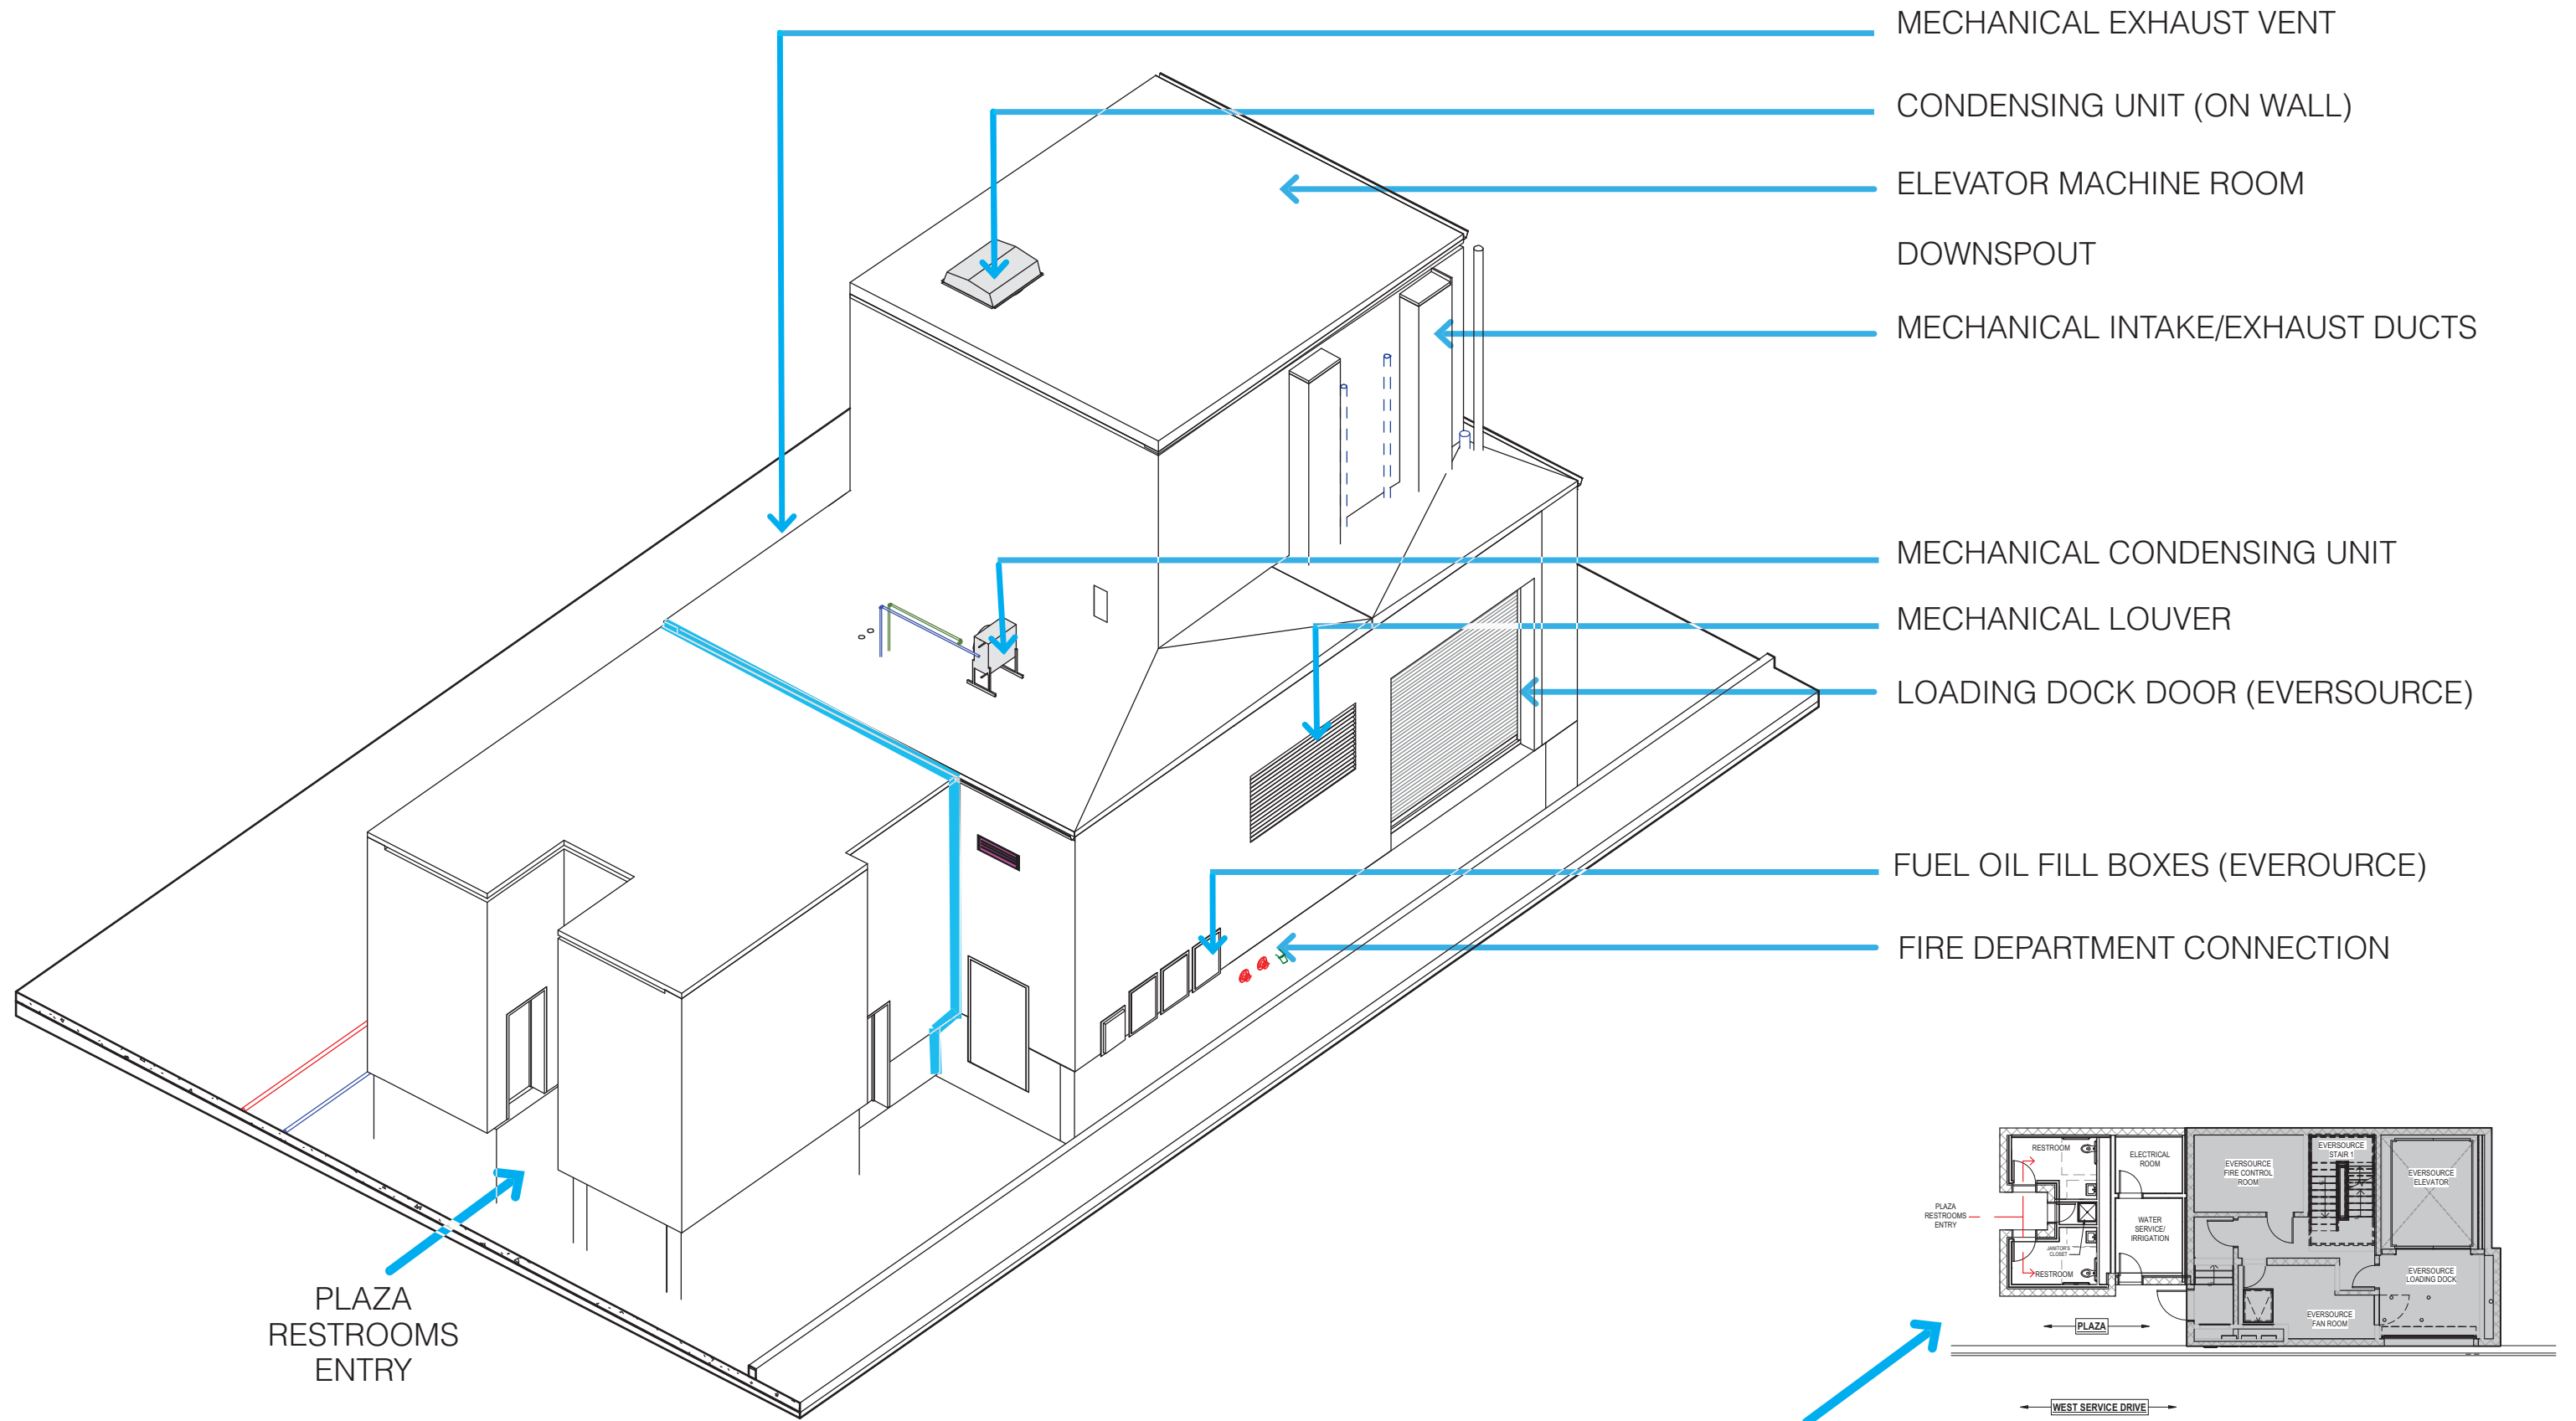 MECHANICAL EXHAUST VENT
CONDENSING UNIT (ON WALL)
ELEVATOR MACHINE ROOM
DOWNSPOUT
MECHANICAL INTAKE/EXHAUST DUCTS
MECHANICAL CONDENSING UNIT
MECHANICAL LOUVER
LOADING DOCK DOOR (EVERSOURCE)
FUEL OIL FILL BOXES (EVEROURCE)
FIRE DEPARTMENT CONNECTION
PLAZA
RESTROOMS
ENTRY
RESTROOM
ELECTRICAL
ROOM
EVERSOURCE
FIRE CONTROL
ROOM
EVERSOURCE
STAIR 1
EVERSOURCE
ELEVATOR
PLAZA
RESTROOMS
ENTRY
WATER
SERVICE/
IRRIGATION
JANITOR'S
CLOSET
RESTROOM
EVERSOURCE
LOADING DOCK
EVERSOURCE
FAN ROOM
PLAZA
WEST SERVICE DRIVE